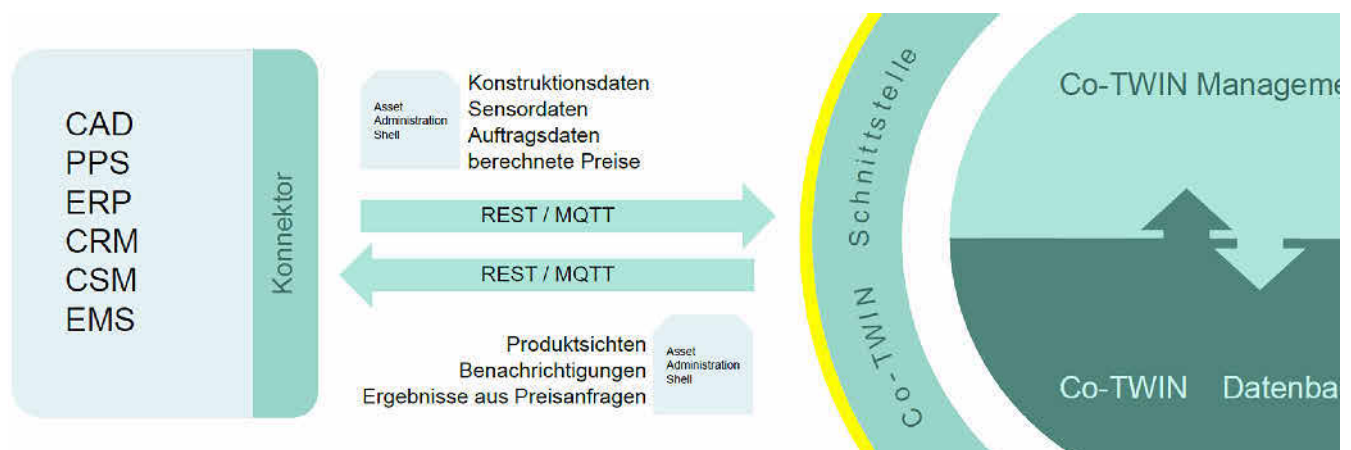 CAD
PPS
ERP
CRM
CSM
EMS
Konnektor
Asset
Administration
Shell
Konstruktionsdaten
Sensordaten
Auftragsdaten
berechnete Preise
REST / MQTT
REST / MQTT
Produktsichten
Benachrichtigungen
Ergebnisse aus Preisanfragen
Asset
Administration
Shell
Co-TWIN Schnittstelle
Co-TWIN Manageme
Co-TWIN Datenba